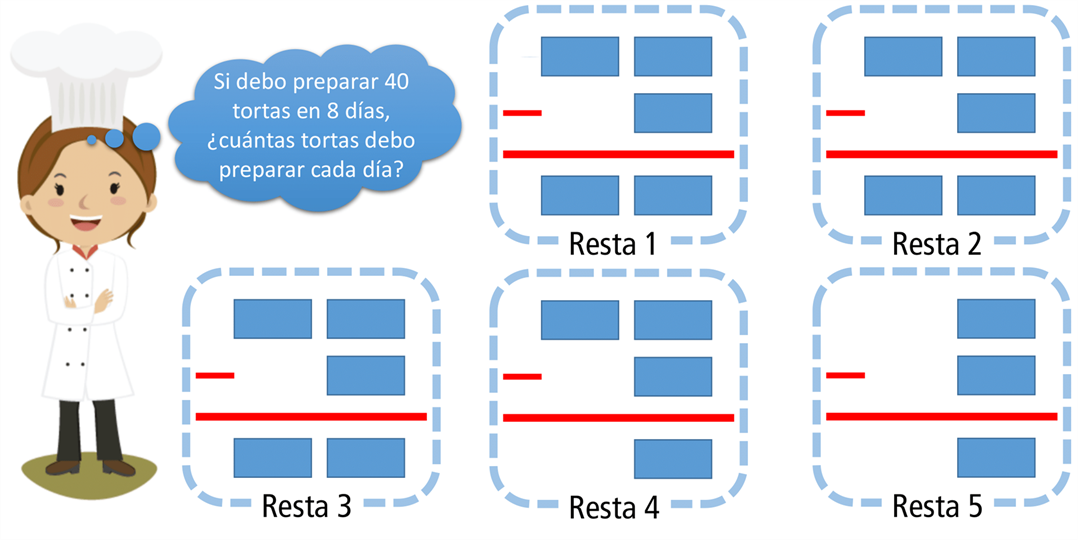 Si debo preparar 40
tortas en 8 días,
¿cuántas tortas debo
preparar cada día?
Resta 1
Resta 2
Resta 3
Resta 4
Resta 5